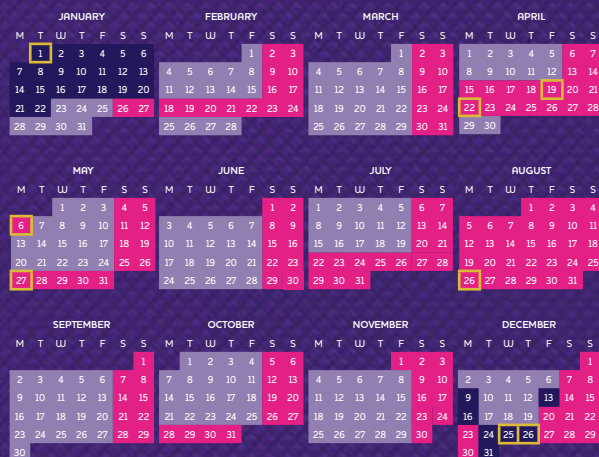 JANUARY FEBRUARY MARCH APRIL
M T W T F S S M T W T F S S M T W T F S S M T W T F S S
1 2 3 4 5 6 1 2 3 1 2 3 1 2 3 4 5 6 7
7 8 9 10 11 12 13 4 5 6 7 8 9 10 4 5 6 7 8 9 10 8 9 10 11 12 13 14
14 15 16 17 18 19 20 11 12 13 14 15 16 17 11 12 13 14 15 16 17 15 16 17 18 19 20 21
21 22 23 24 25 26 27 18 19 20 21 22 23 24 18 19 20 21 22 23 24 22 23 24 25 26 27 28
28 29 30 31 25 26 27 28 25 26 27 28 29 30 31 29 30
MAY JUNE JULY AUGUST
M T W T F S S M T W T F S S M T W T F S S M T W T F S S
1 2 3 4 5 1 2 1 2 3 4 5 6 7 1 2 3 4
6 7 8 9 10 11 12 3 4 5 6 7 8 9 8 9 10 11 12 13 14 5 6 7 8 9 10 11
13 14 15 16 17 18 19 10 11 12 13 14 15 16 15 16 17 18 19 20 21 12 13 14 15 16 17 18
20 21 22 23 24 25 26 17 18 19 20 21 22 23 22 23 24 25 26 27 28 19 20 21 22 23 24 25
27 28 29 30 31 24 25 26 27 28 29 30 29 30 31 26 27 28 29 30 31
SEPTEMBER OCTOBER NOVEMBER DECEMBER
M T W T F S S M T W T F S S M T W T F S S M T W T F S S
1 1 2 3 4 5 6 1 2 3 1
2 3 4 5 6 7 8 7 8 9 10 11 12 13 4 5 6 7 8 9 10 2 3 4 5 6 7 8
9 10 11 12 13 14 15 14 15 16 17 18 19 20 11 12 13 14 15 16 17 9 10 11 12 13 14 15
16 17 18 19 20 21 22 21 22 23 24 25 26 27 18 19 20 21 22 23 24 16 17 18 19 20 21 22
23 24 25 26 27 28 29 28 29 30 31 25 26 27 28 29 30 23 24 25 26 27 28 29
30 30 31